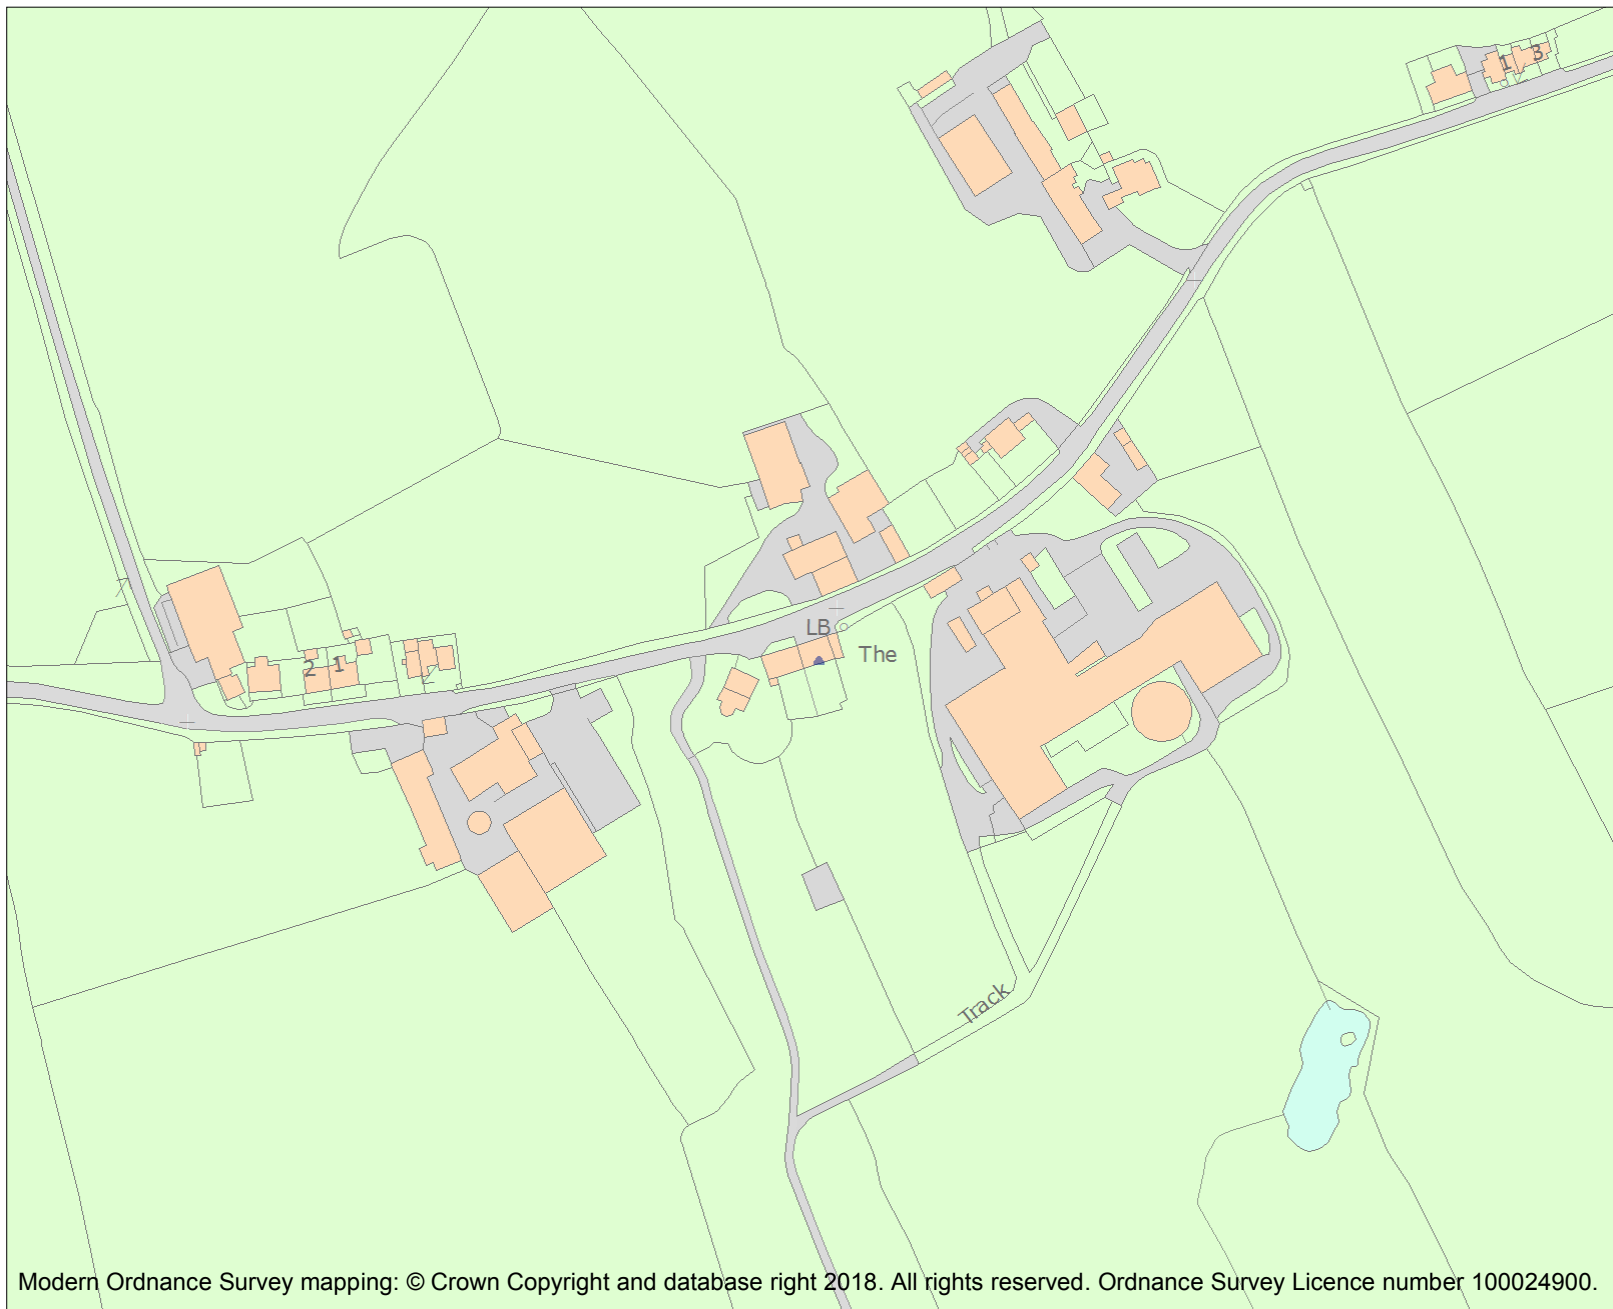 1 3
LB
The
2 1
Track
Modern Ordnance Survey mapping: © Crown Copyright and database right 2018. All rights reserved. Ordnance Survey Licence number 100024900.